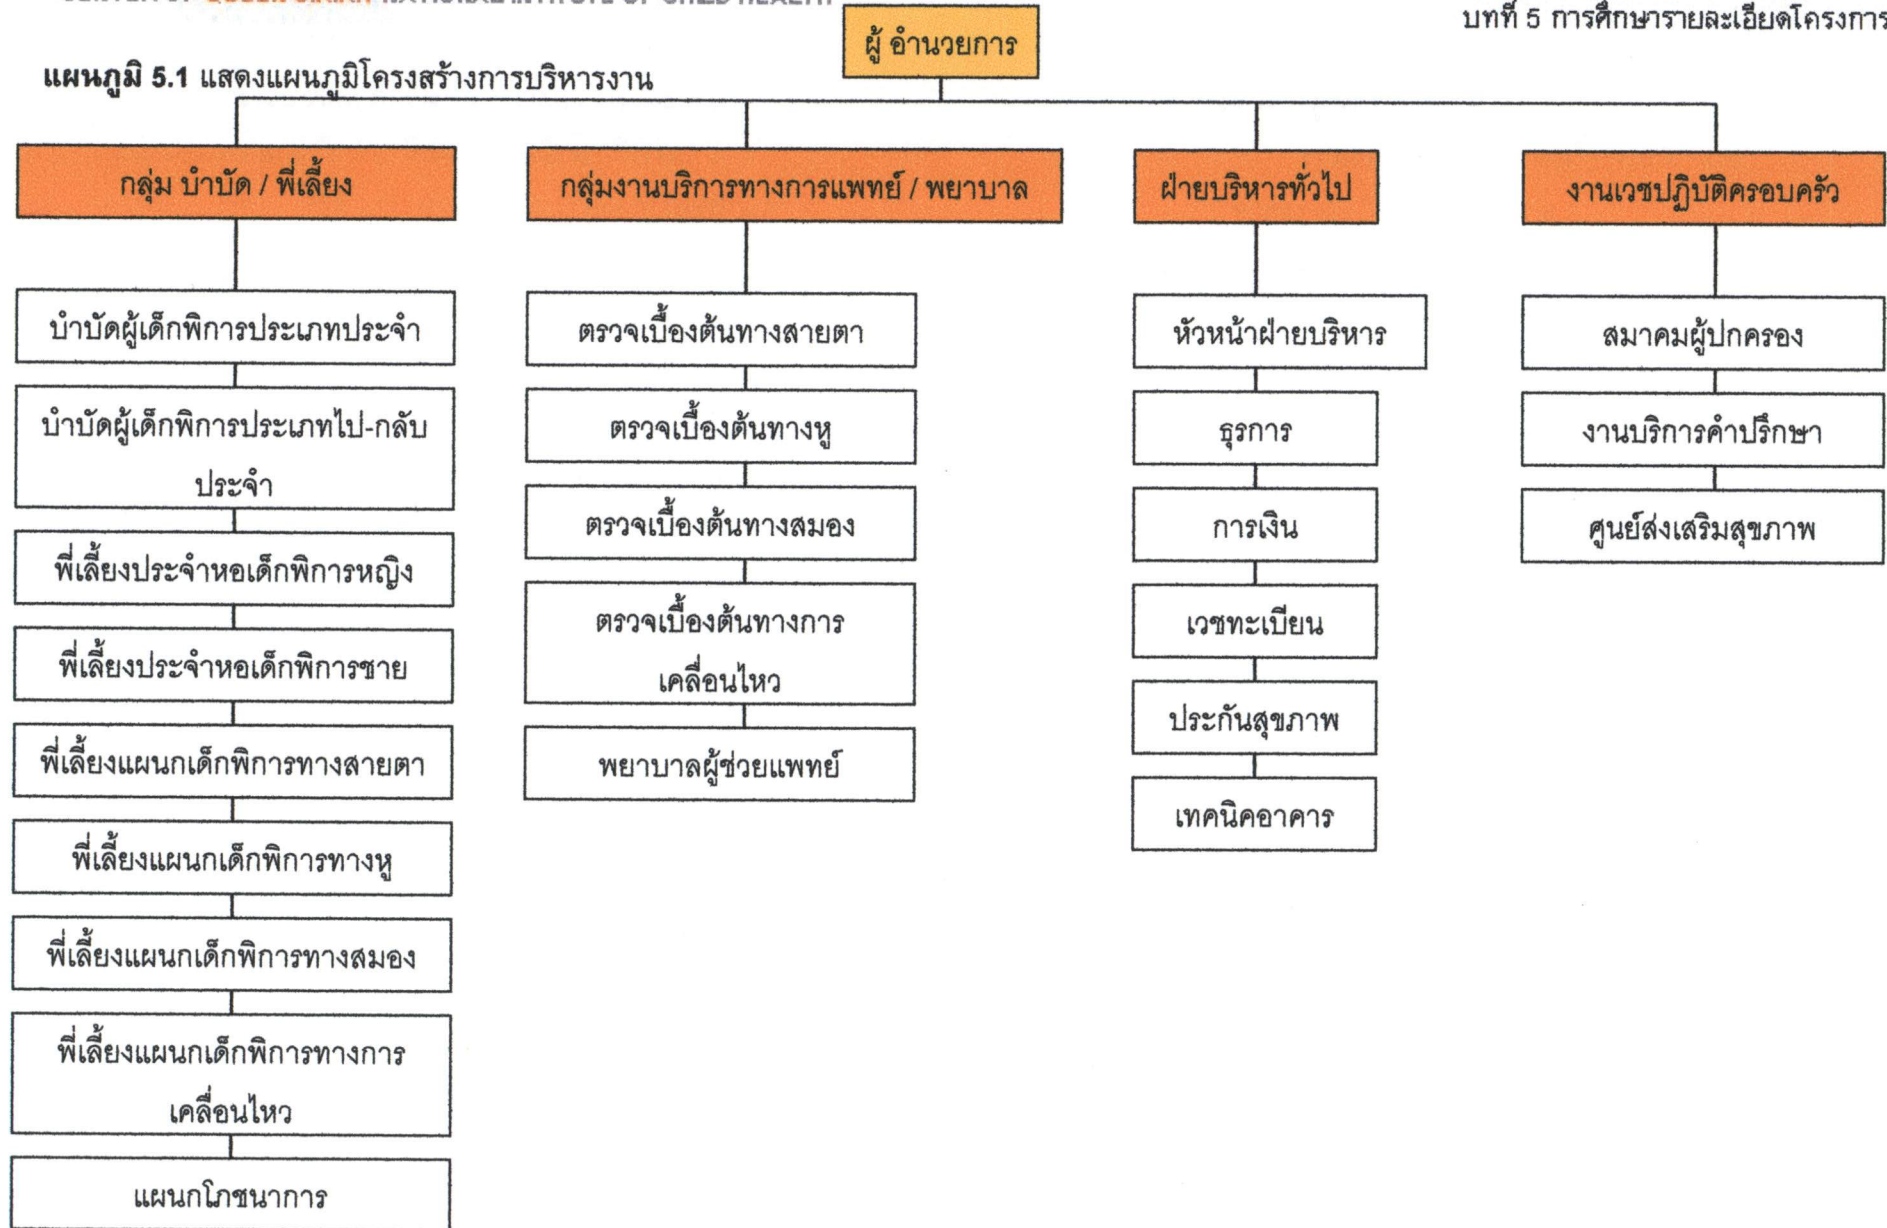 บทที่ 5 การศึกษารายละเอียดโครงการ
ผู้ อำนวยการ
แผนภูมิ 5.1 แสดงแผนภูมิโครงสร้างการบริหารงาน
กลุ่ม บำบัด / พี่เลี้ยง
บำบัดผู้เด็กพิการประเภทประจำ
บำบัดผู้เด็กพิการประเภทไป-กลับ
ประจำ
พี่เลี้ยงประจำหอเด็กพิการหญิง
พี่เลี้ยงประจำหอเด็กพิการชาย
พี่เลี้ยงแผนกเด็กพิการทางสายตา
พี่เลี้ยงแผนกเด็กพิการทางหู
พี่เลี้ยงแผนกเด็กพิการทางสมอง
พี่เลี้ยงแผนกเด็กพิการทางการ
เคลื่อนไหว
แผนกโภชนาการ
กลุ่มงานบริการทางการแพทย์ / พยาบาล
ตรวจเบื้องต้นทางสายตา
ตรวจเบื้องต้นทางหู
ตรวจเบื้องต้นทางสมอง
ตรวจเบื้องต้นทางการ
เคลื่อนไหว
พยาบาลผู้ช่วยแพทย์
ฝ่ายบริหารทั่วไป
หัวหน้าฝ่ายบริหาร
ธุรการ
การเงิน
เวชทะเบียน
ประกันสุขภาพ
เทคนิคอาคาร
งานเวชปฏิบัติครอบครัว
สมาคมผู้ปกครอง
งานบริการคำปรึกษา
ศูนย์ส่งเสริมสุขภาพ